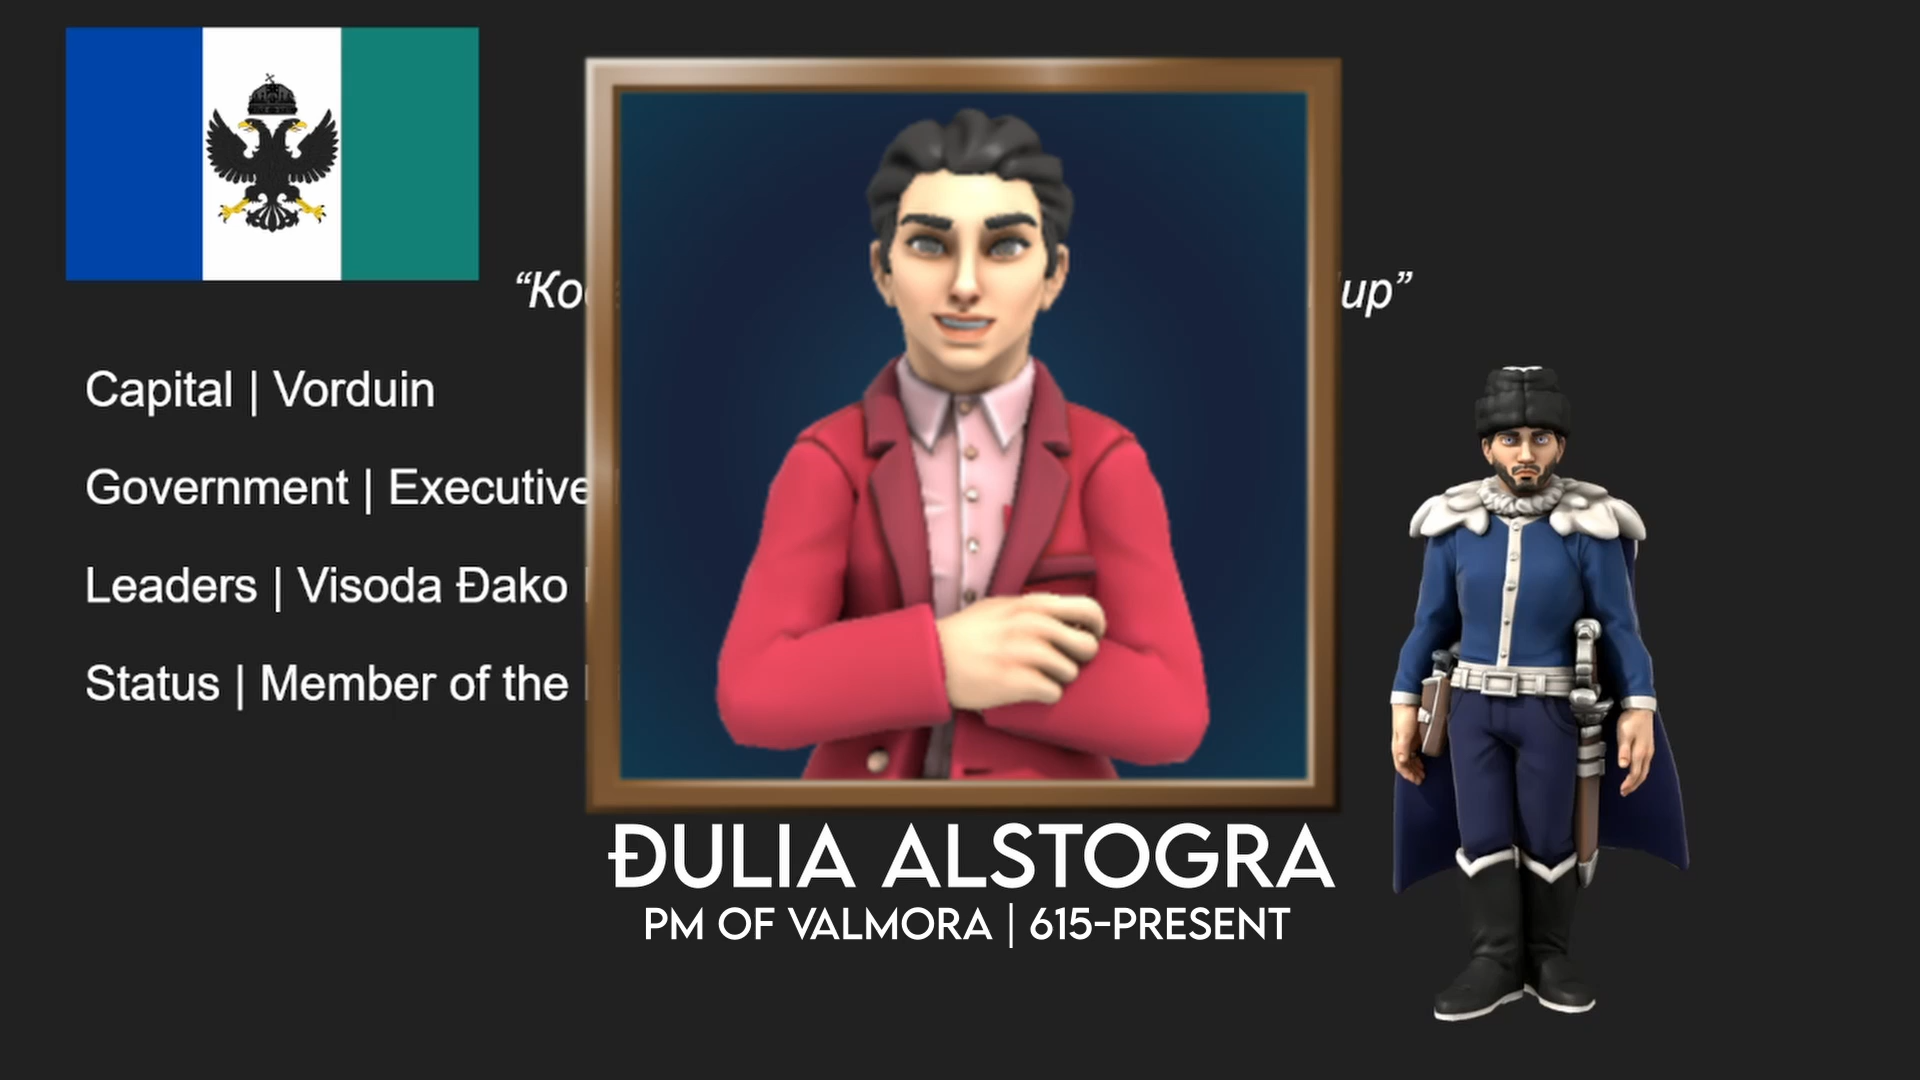 Capital | Vorduin
Government | Executive
Leaders | Visoda Đako
Status | Member of the
ĐULIA ALSTOGRA
PM OF VALMORA | 615-PRESENT